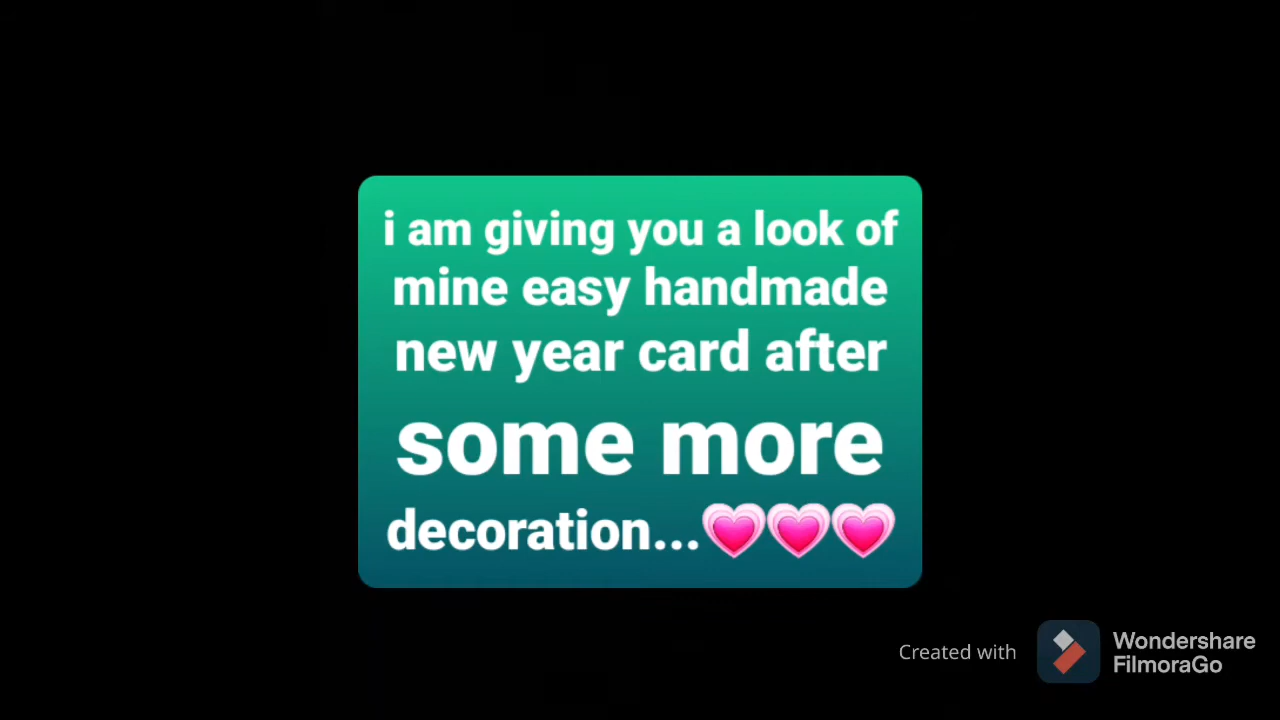 i am giving you a look of
mine easy handmade
new year card after
some more
decoration...💗💗💗
Created with
Wondershare
FilmoraGo